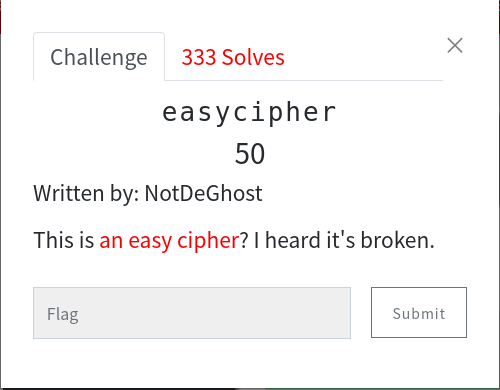 Challenge
333 Solves
easycipher
50
Written by: NotDeGhost
This is an easy cipher? I heard it's broken.
Flag
Submit